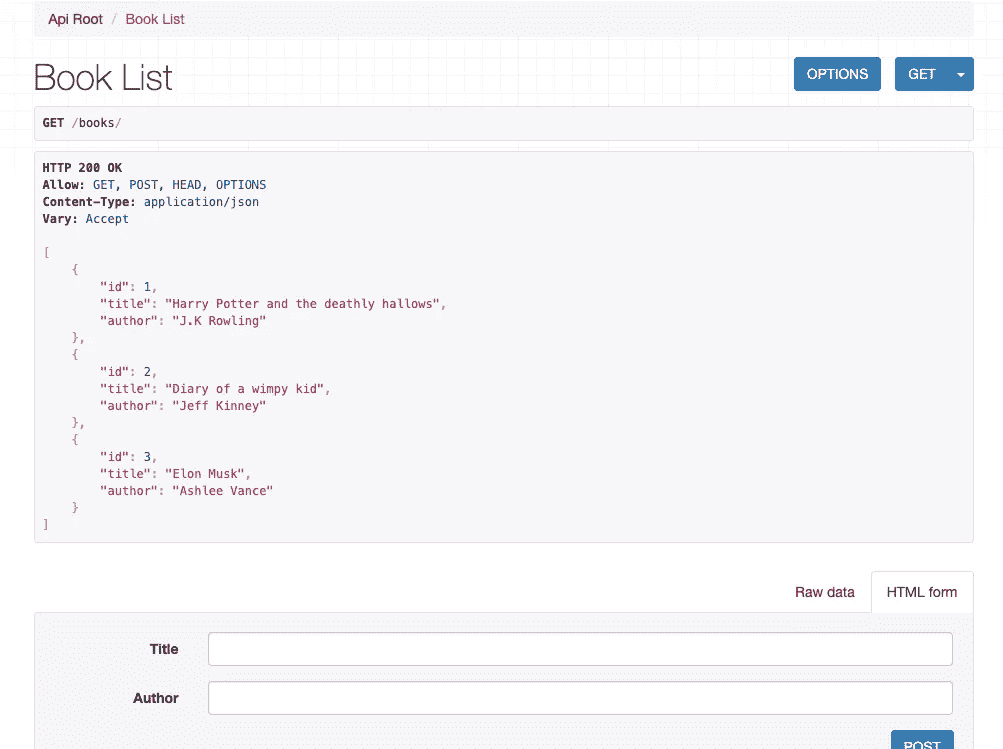 Api Root / Book List
Book List
OPTIONS
GET
GET /books/
HTTP 200 OK
Allow: GET, POST, HEAD, OPTIONS
Content-Type: application/json
Vary: Accept
[
    {
        "id": 1,
        "title": "Harry Potter and the deathly hallows",
        "author": "J.K Rowling"
    },
    {
        "id": 2,
        "title": "Diary of a wimpy kid",
        "author": "Jeff Kinney"
    },
    {
        "id": 3,
        "title": "Elon Musk",
        "author": "Ashlee Vance"
    }
]
Raw data
HTML form
Title
Author
POST